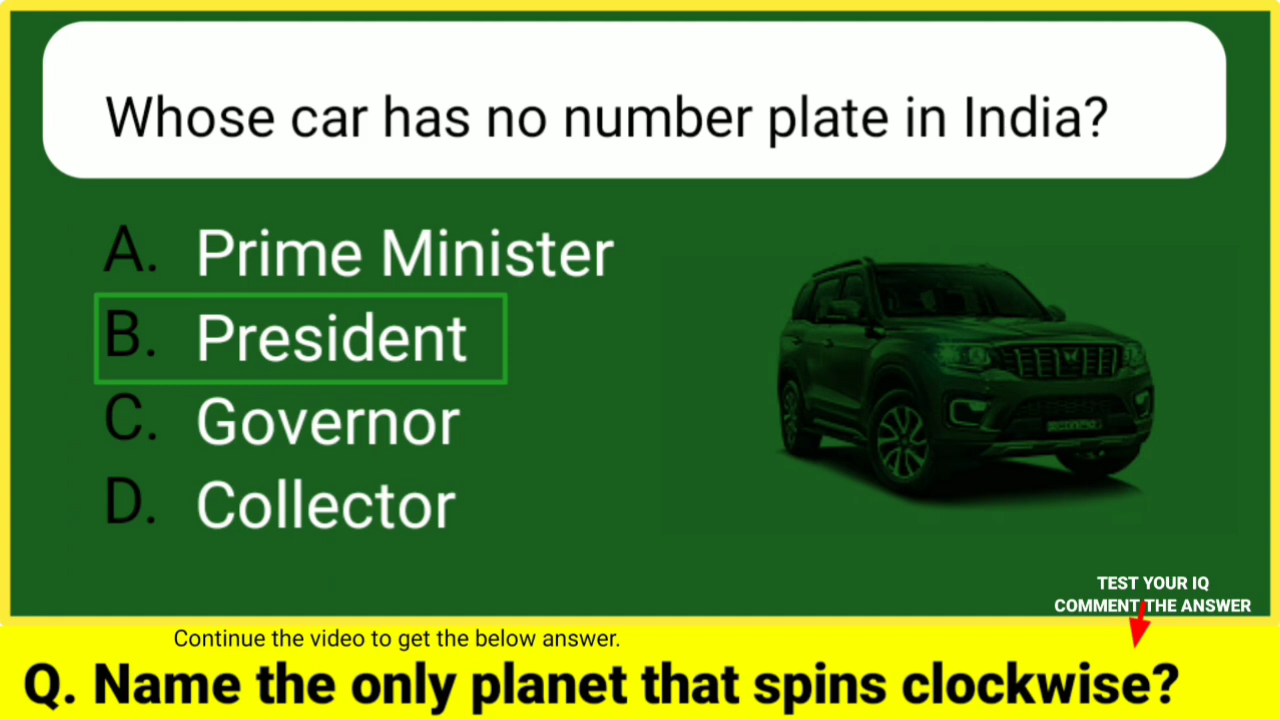 Whose car has no number plate in India?
A. Prime Minister
B. President
C. Governor
D. Collector
TEST YOUR IQ
COMMENT THE ANSWER
Continue the video to get the below answer.
Q. Name the only planet that spins clockwise?